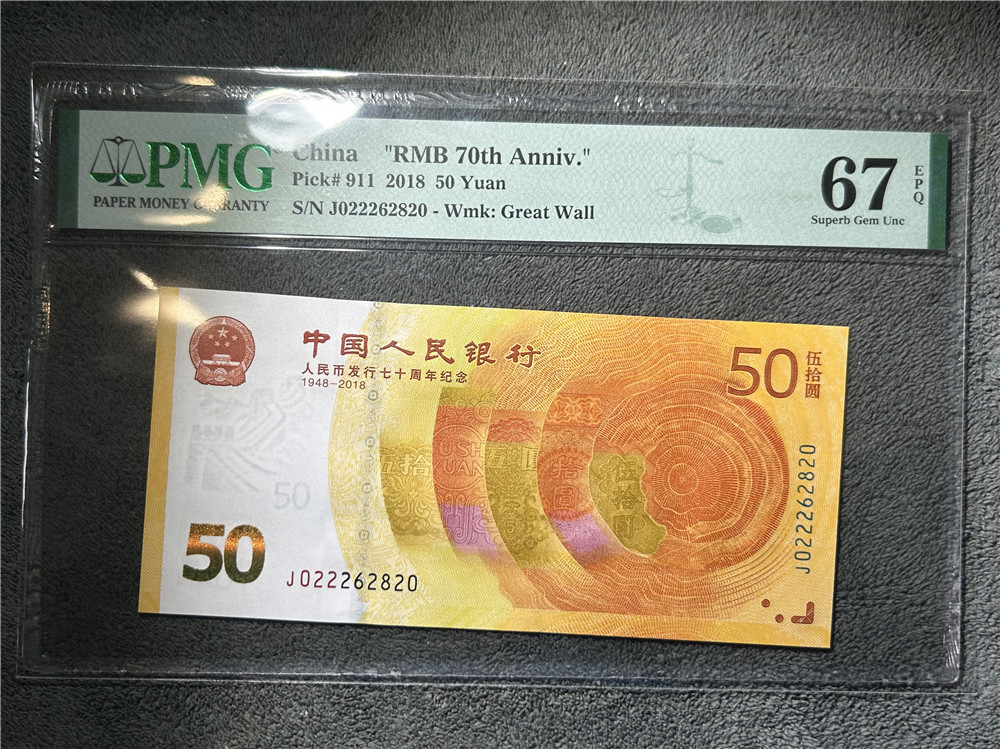 PMG
PAPER MONEY GUARANTY
China "RMB 70th Anniv."
Pick# 911 2018 50 Yuan
S/N J022262820 - Wmk: Great Wall
67
EPQ
Superb Gem Unc
中国人民银行
人民币发行七十周年纪念
1948-2018
50
伍拾圆
50
50
J022262820
J022262820